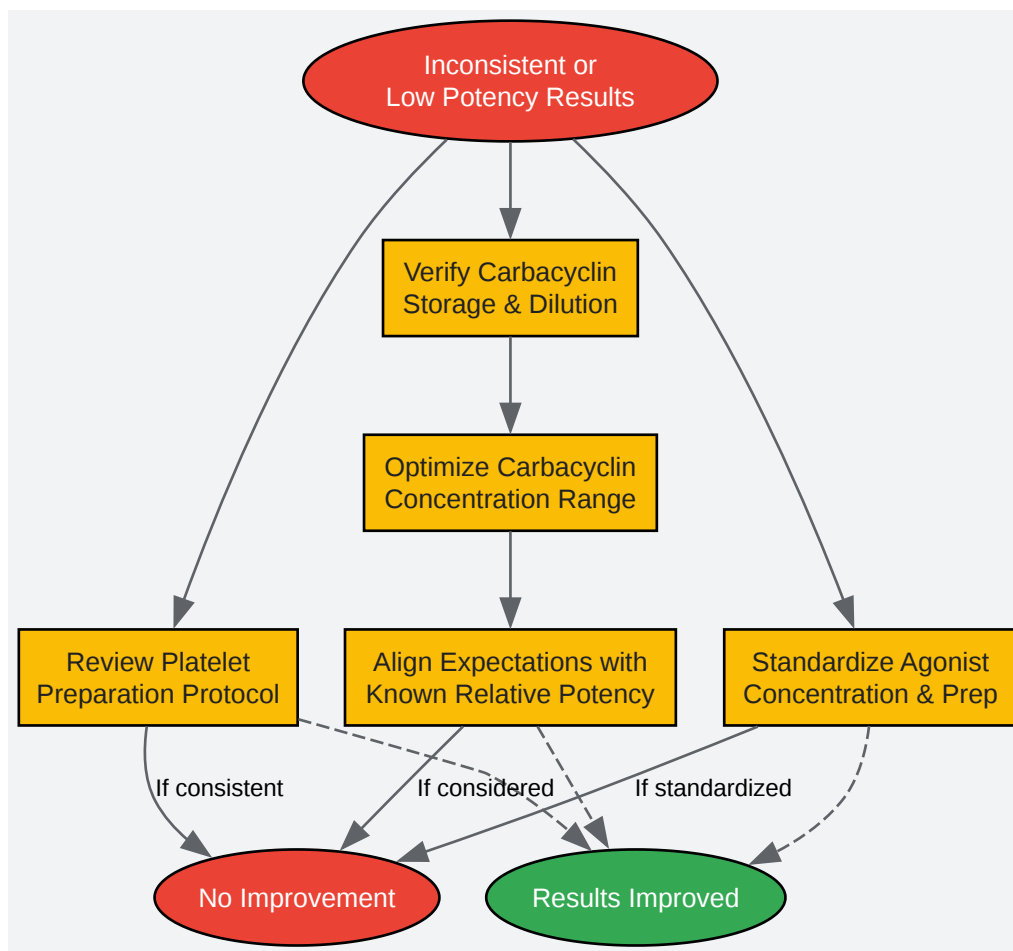 Inconsistent or
Low Potency Results
Verify Carbacyclin
Storage & Dilution
Optimize Carbacyclin
Concentration Range
Review Platelet
Preparation Protocol
Align Expectations with
Known Relative Potency
Standardize Agonist
Concentration & Prep
If consistent
If considered
If standardized
No Improvement
Results Improved